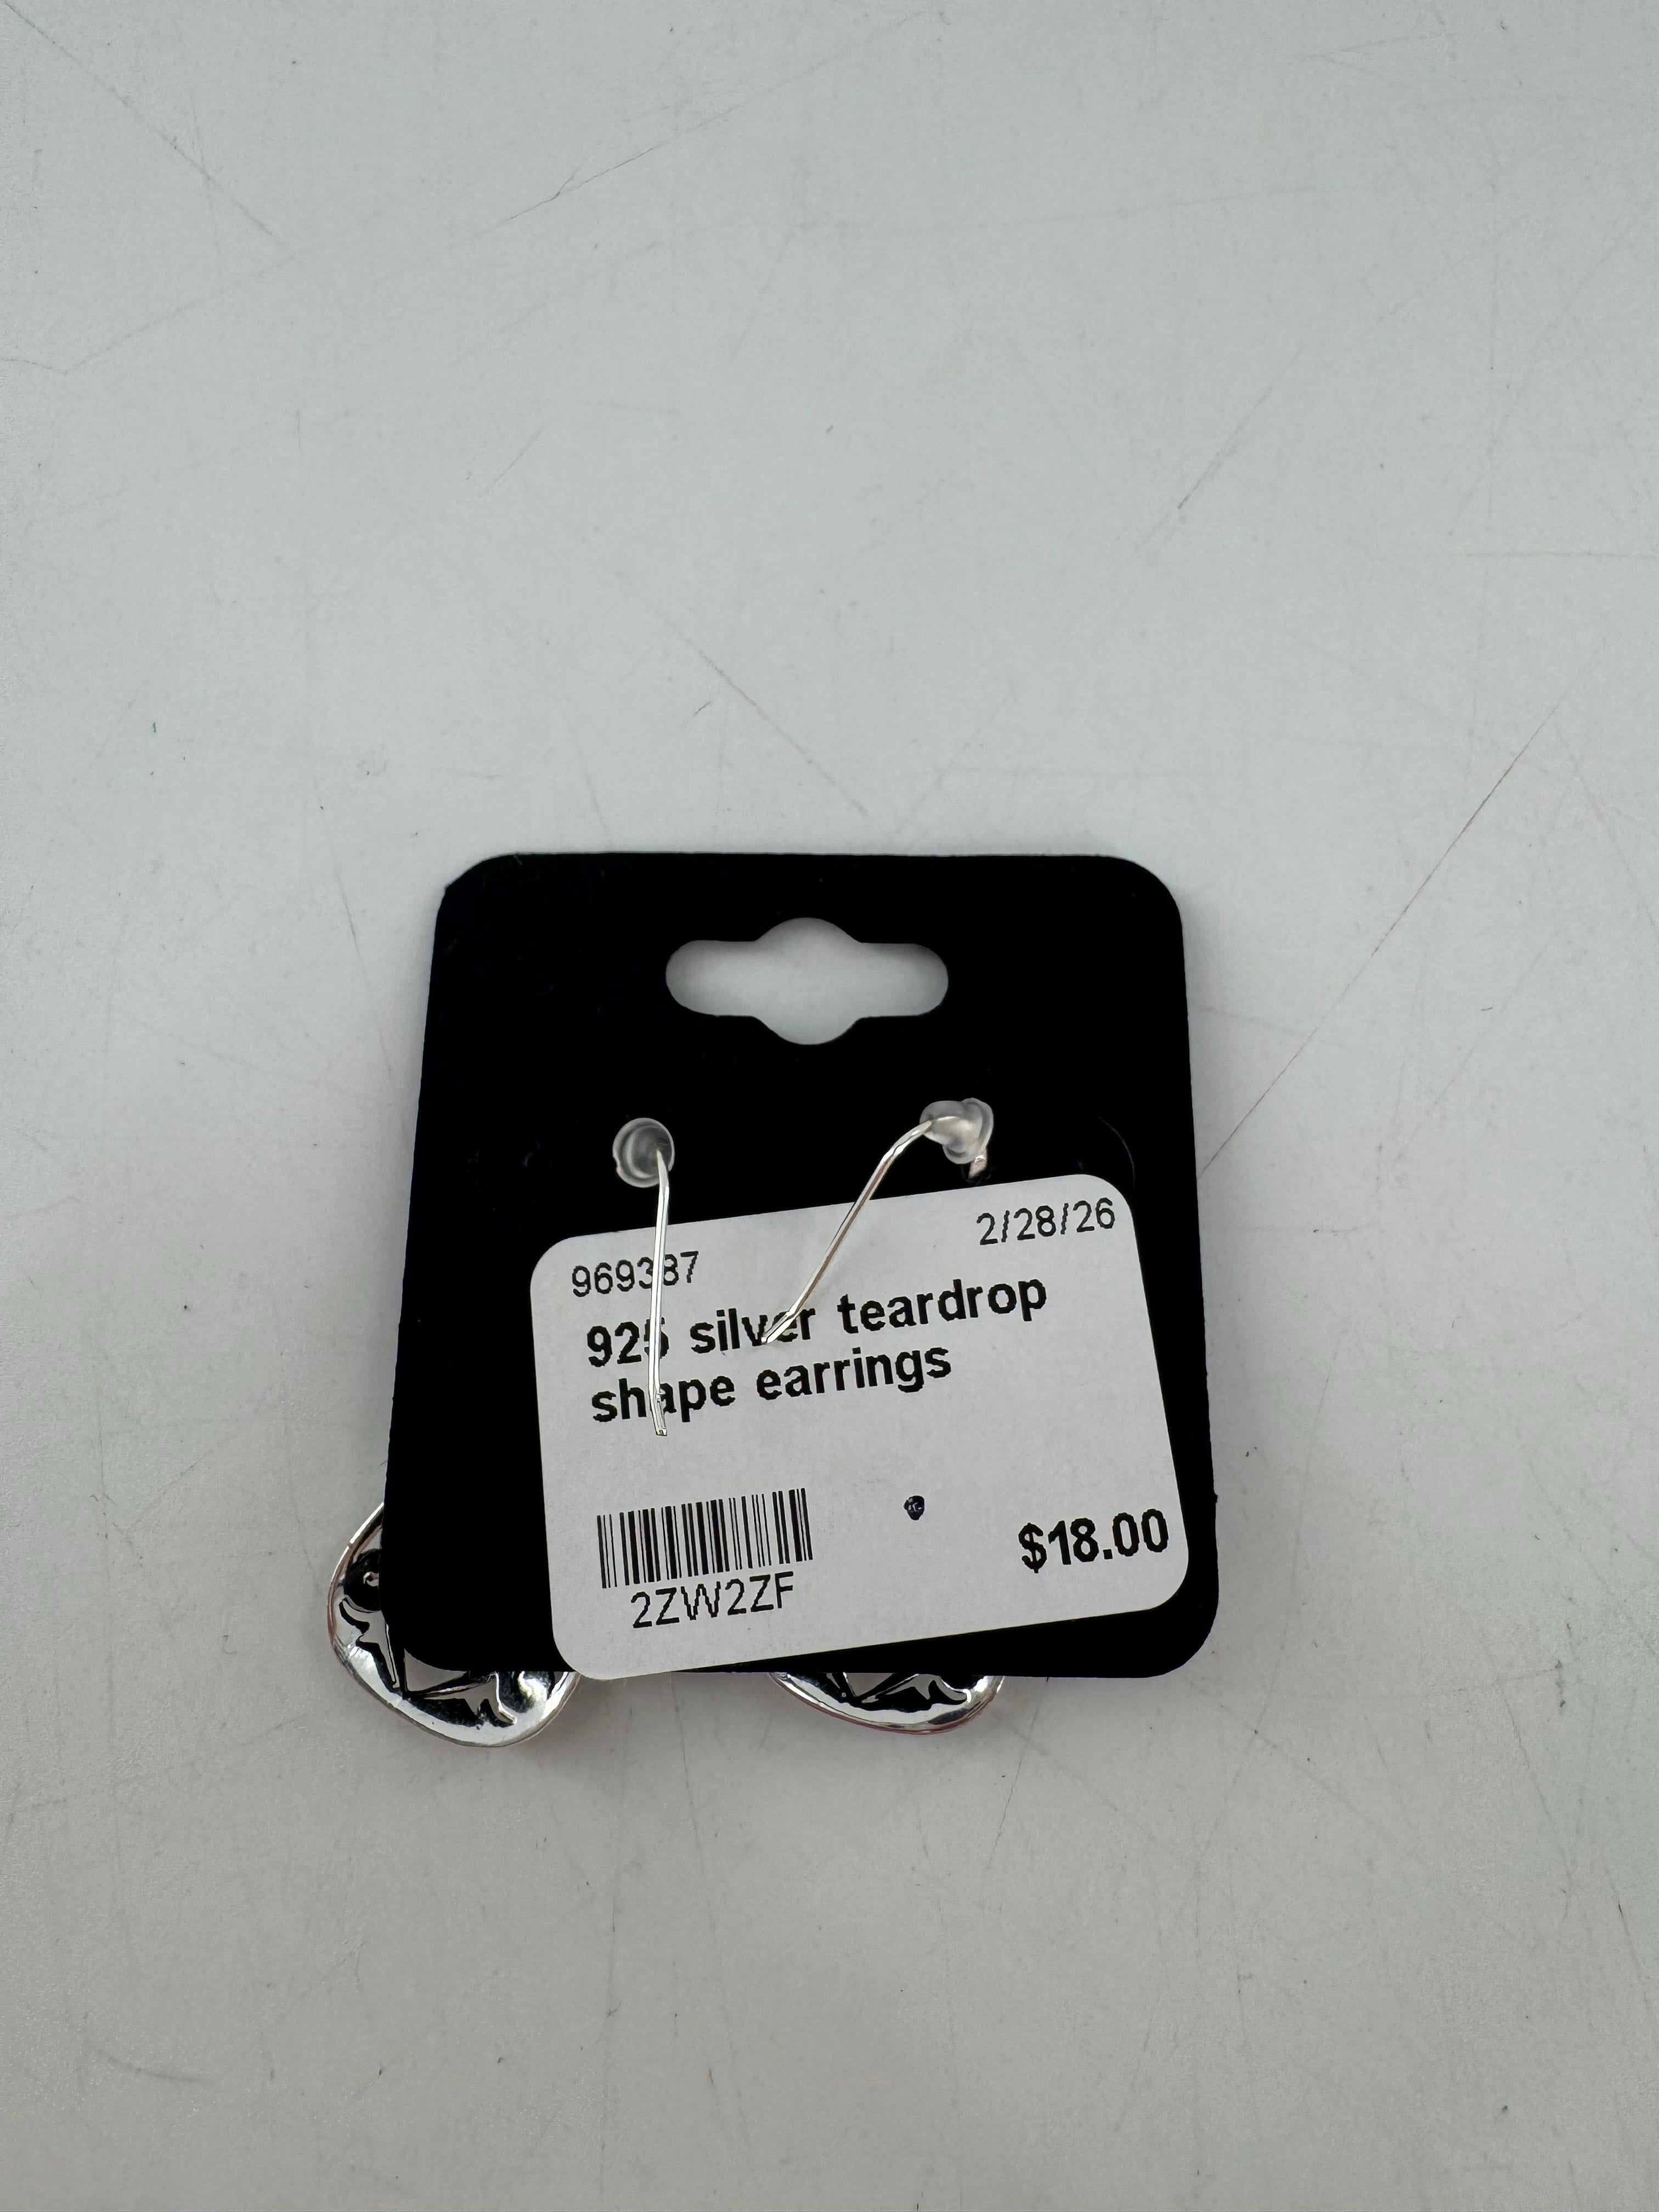 2/28/26
969387
925 silver teardrop
shape earrings
$18.00
2ZW2ZF